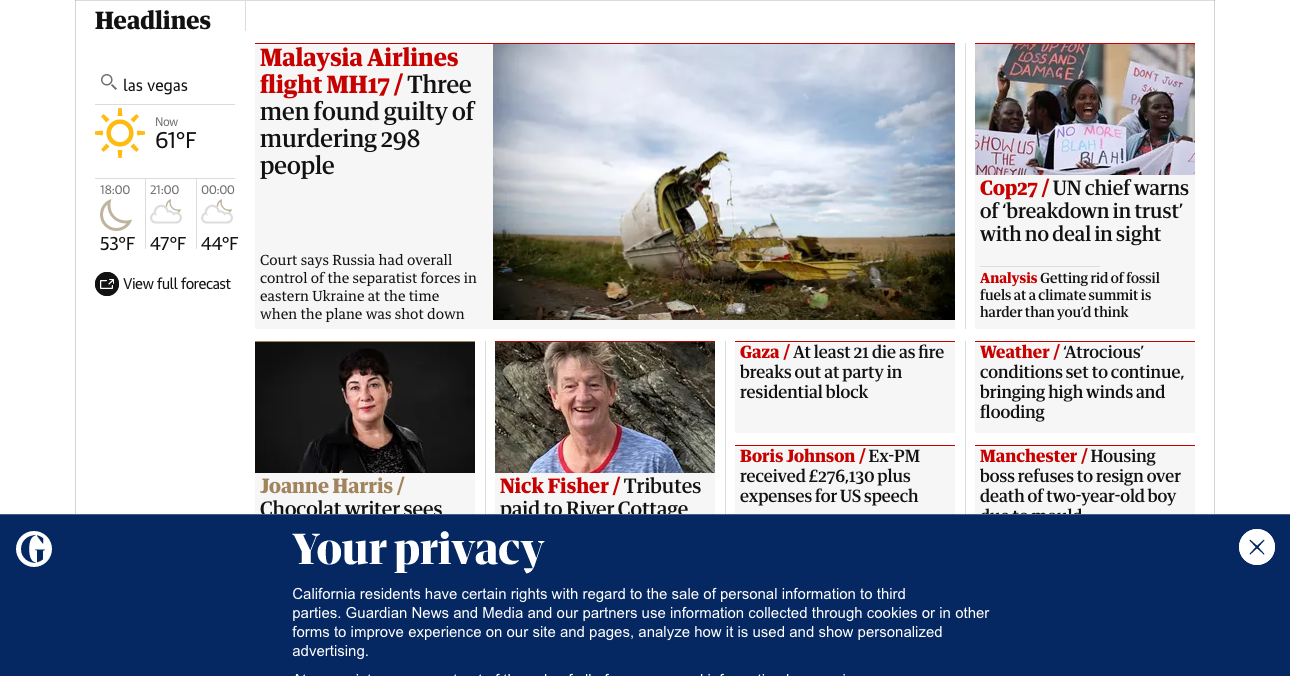 Headlines
las vegas
Now
61°F
18:00
21:00
00:00
53°F
47°F
44°F
View full forecast
Malaysia Airlines
flight MH17 / Three
men found guilty of
murdering 298
people
Court says Russia had overall
control of the separatist forces in
eastern Ukraine at the time
when the plane was shot down
PAY UP FOR
LOSS AND
DAMAGE
DON'T JUST
NO MORE
BLAH!
BLAH!
SHOW US
THE
MONEY!!!
Cop27 / UN chief warns
of ‘breakdown in trust’
with no deal in sight
Analysis Getting rid of fossil
fuels at a climate summit is
harder than you’d think
Joanne Harris /
Chocolat writer sees
Nick Fisher / Tributes
paid to River Cottage
Gaza / At least 21 die as fire
breaks out at party in
residential block
Boris Johnson / Ex-PM
received £276,130 plus
expenses for US speech
Weather / ‘Atrocious’
conditions set to continue,
bringing high winds and
flooding
Manchester / Housing
boss refuses to resign over
death of two-year-old boy
due to mould
Your privacy
California residents have certain rights with regard to the sale of personal information to third
parties. Guardian News and Media and our partners use information collected through cookies or in other
forms to improve experience on our site and pages, analyze how it is used and show personalized
advertising.